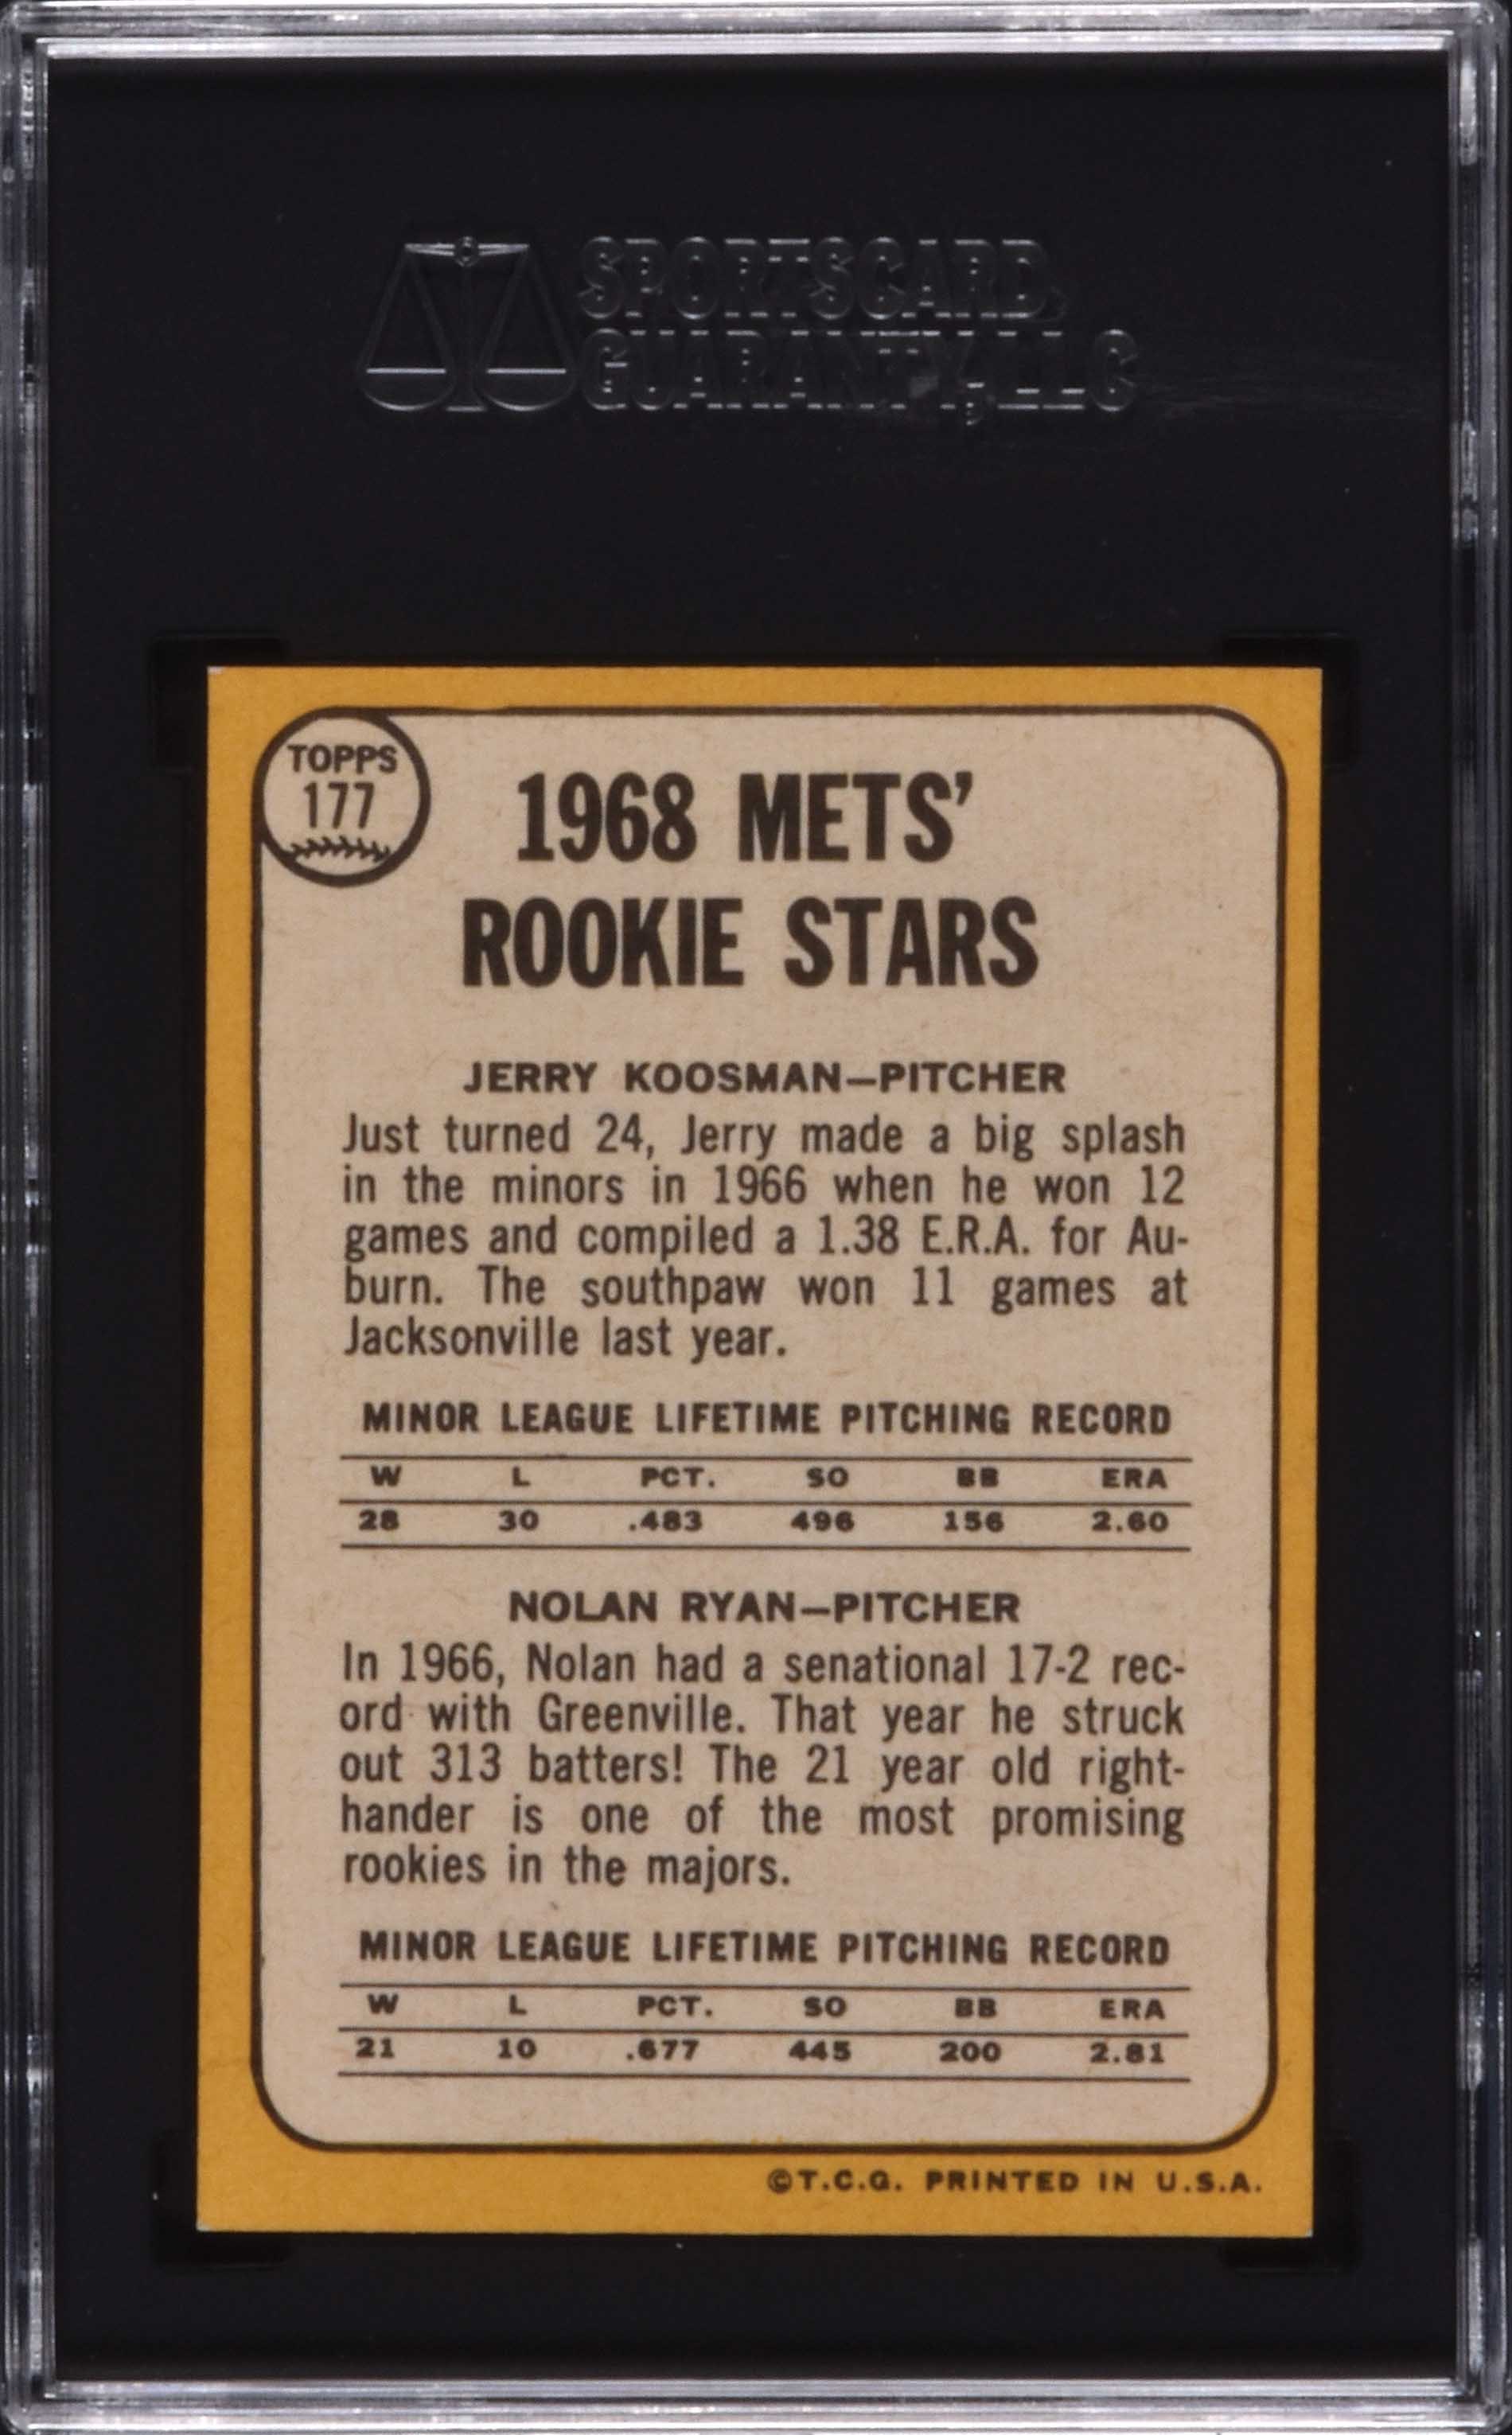 SPORTSCARD
GUARANTY, LLC
TOPPS
177
1968 METS'
ROOKIE STARS
JERRY KOOSMAN—PITCHER
Just turned 24, Jerry made a big splash
in the minors in 1966 when he won 12
games and compiled a 1.38 E.R.A. for Au-
burn. The southpaw won 11 games at
Jacksonville last year.
MINOR LEAGUE LIFETIME PITCHING RECORD
W L PCT. SO BB ERA
28 30 .483 496 156 2.60
NOLAN RYAN—PITCHER
In 1966, Nolan had a senational 17-2 rec-
ord with Greenville. That year he struck
out 313 batters! The 21 year old right-
hander is one of the most promising
rookies in the majors.
MINOR LEAGUE LIFETIME PITCHING RECORD
W L PCT. SO BB ERA
21 10 .677 445 200 2.81
©T.C.G. PRINTED IN U.S.A.